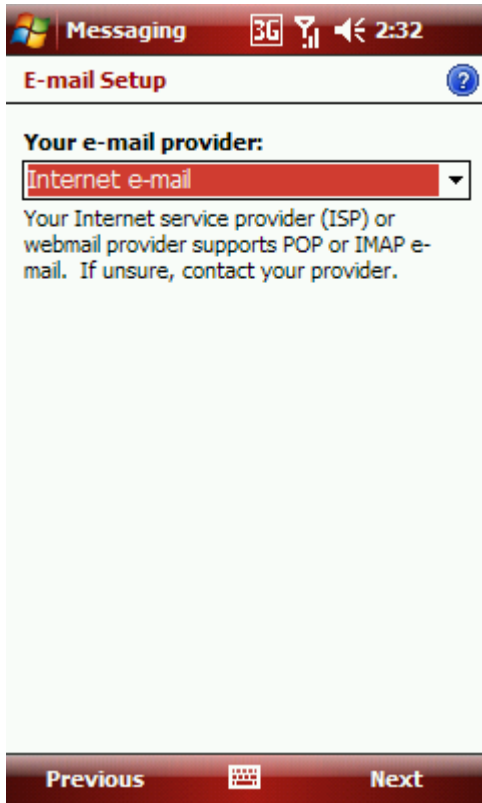 Messaging 3G 2:32
E-mail Setup ?
Your e-mail provider:
Internet e-mail
Your Internet service provider (ISP) or
webmail provider supports POP or IMAP e-
mail.  If unsure, contact your provider.
Previous Next